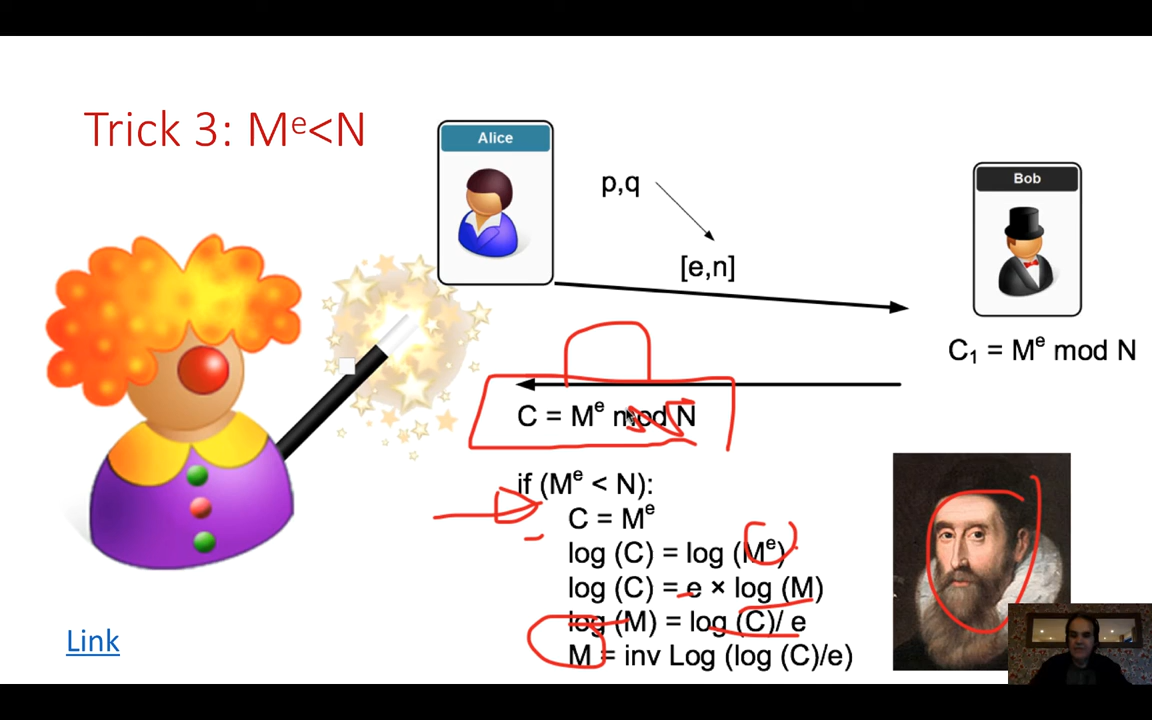 Trick 3: Mᵉ<N
Alice
p,q
Bob
[e,n]
C₁ = Mᵉ mod N
C = Mᵉ mod N
if (Mᵉ < N):
C = Mᵉ
log (C) = log (Mᵉ)
log (C) = e × log (M)
log (M) = log (C)/ e
M = inv Log (log (C)/e)
Link